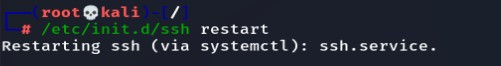 ┌──(root💀kali)-[/]
└─# /etc/init.d/ssh restart
Restarting ssh (via systemctl): ssh.service.